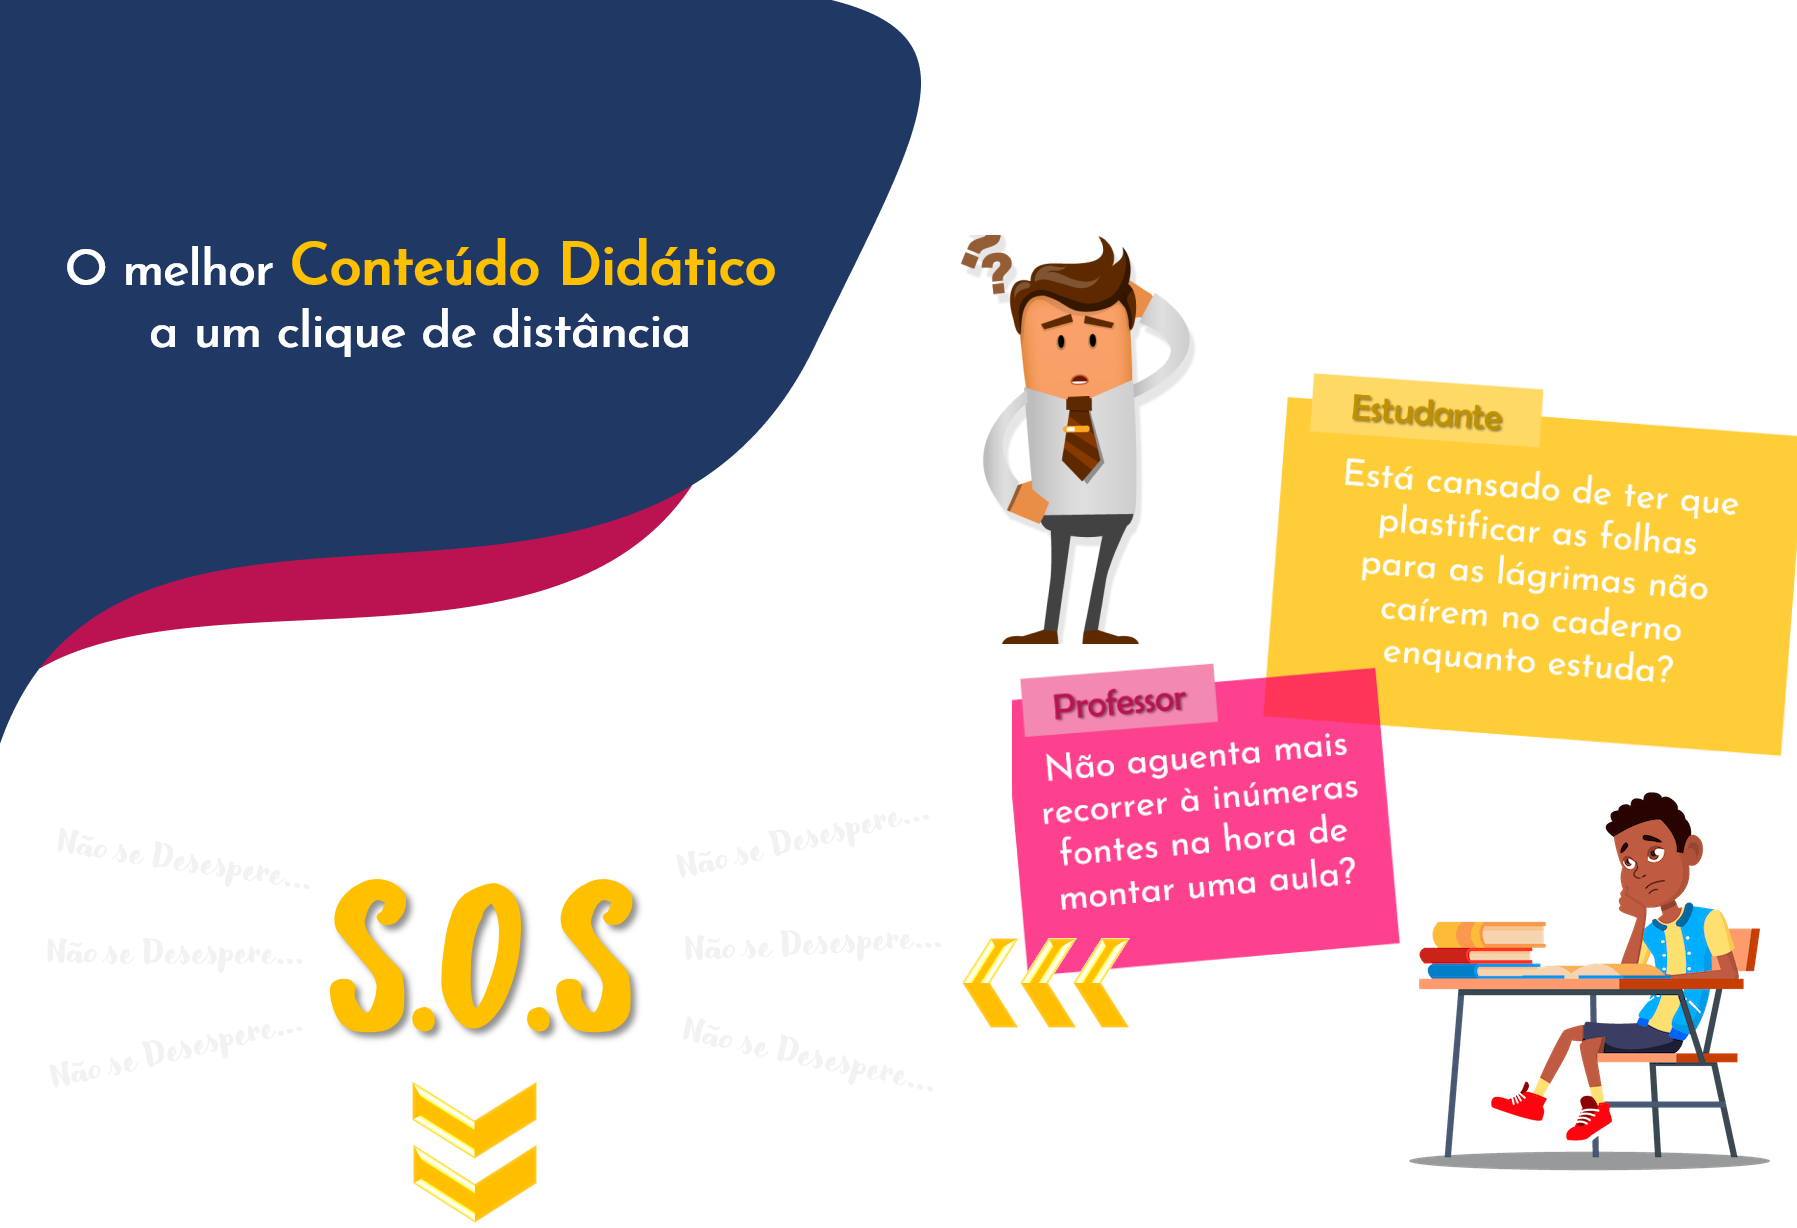 O melhor Conteúdo Didático
a um clique de distância
??
Estudante
Está cansado de ter que
plastificar as folhas
para as lágrimas não
caírem no caderno
enquanto estuda?
Professor
Não aguenta mais
recorrer à inúmeras
fontes na hora de
montar uma aula?
Não se Desespere...
Não se Desespere...
Não se Desespere...
S.O.S
Não se Desespere...
Não se Desespere...
Não se Desespere...